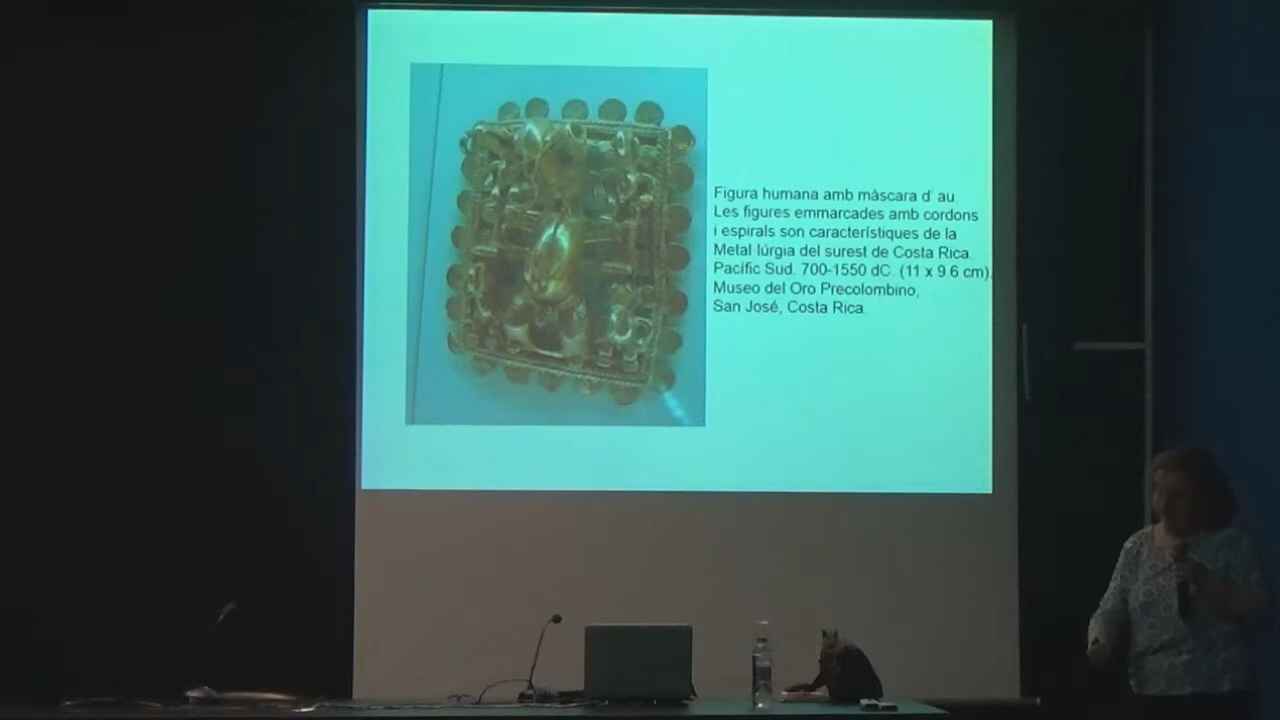 Figura humana amb màscara d' au.
Les figures emmarcades amb cordons
i espirals son característiques de la
Metal lúrgia del surest de Costa Rica.
Pacífic Sud. 700-1550 dC. (11 x 9.6 cm).
Museo del Oro Precolombino,
San José, Costa Rica.